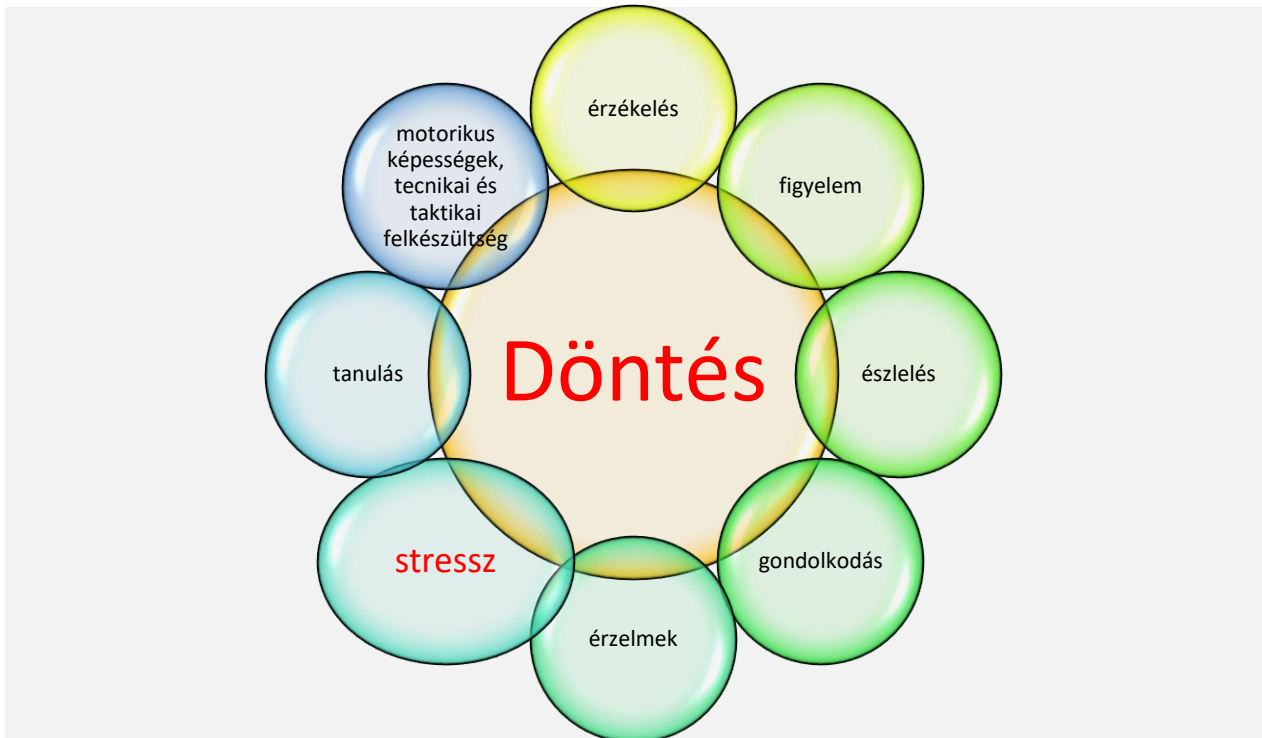 érzékelés
figyelem
észlelés
gondolkodás
érzelmek
stressz
tanulás
motorikus
képességek,
tecnikai és
taktikai
felkészültség
Döntés